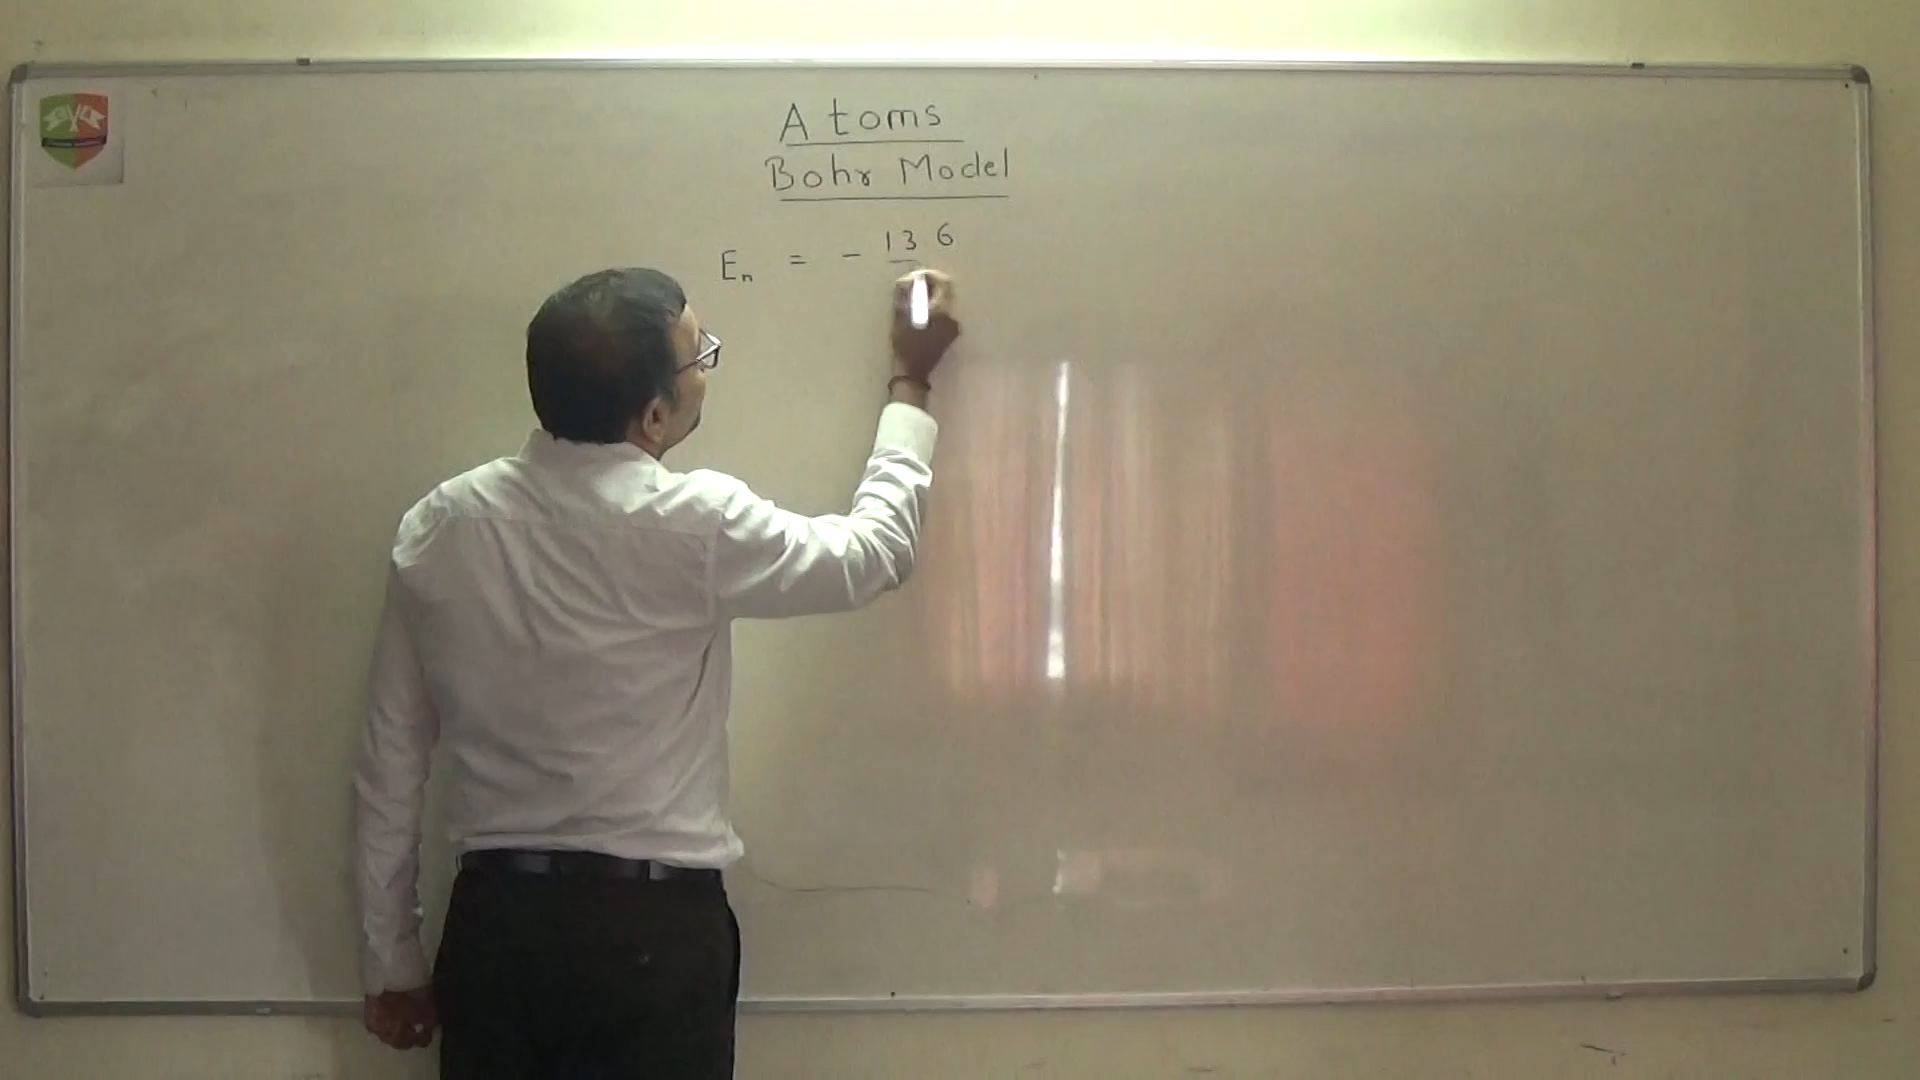 Atoms
Bohr Model
En = - 13 6